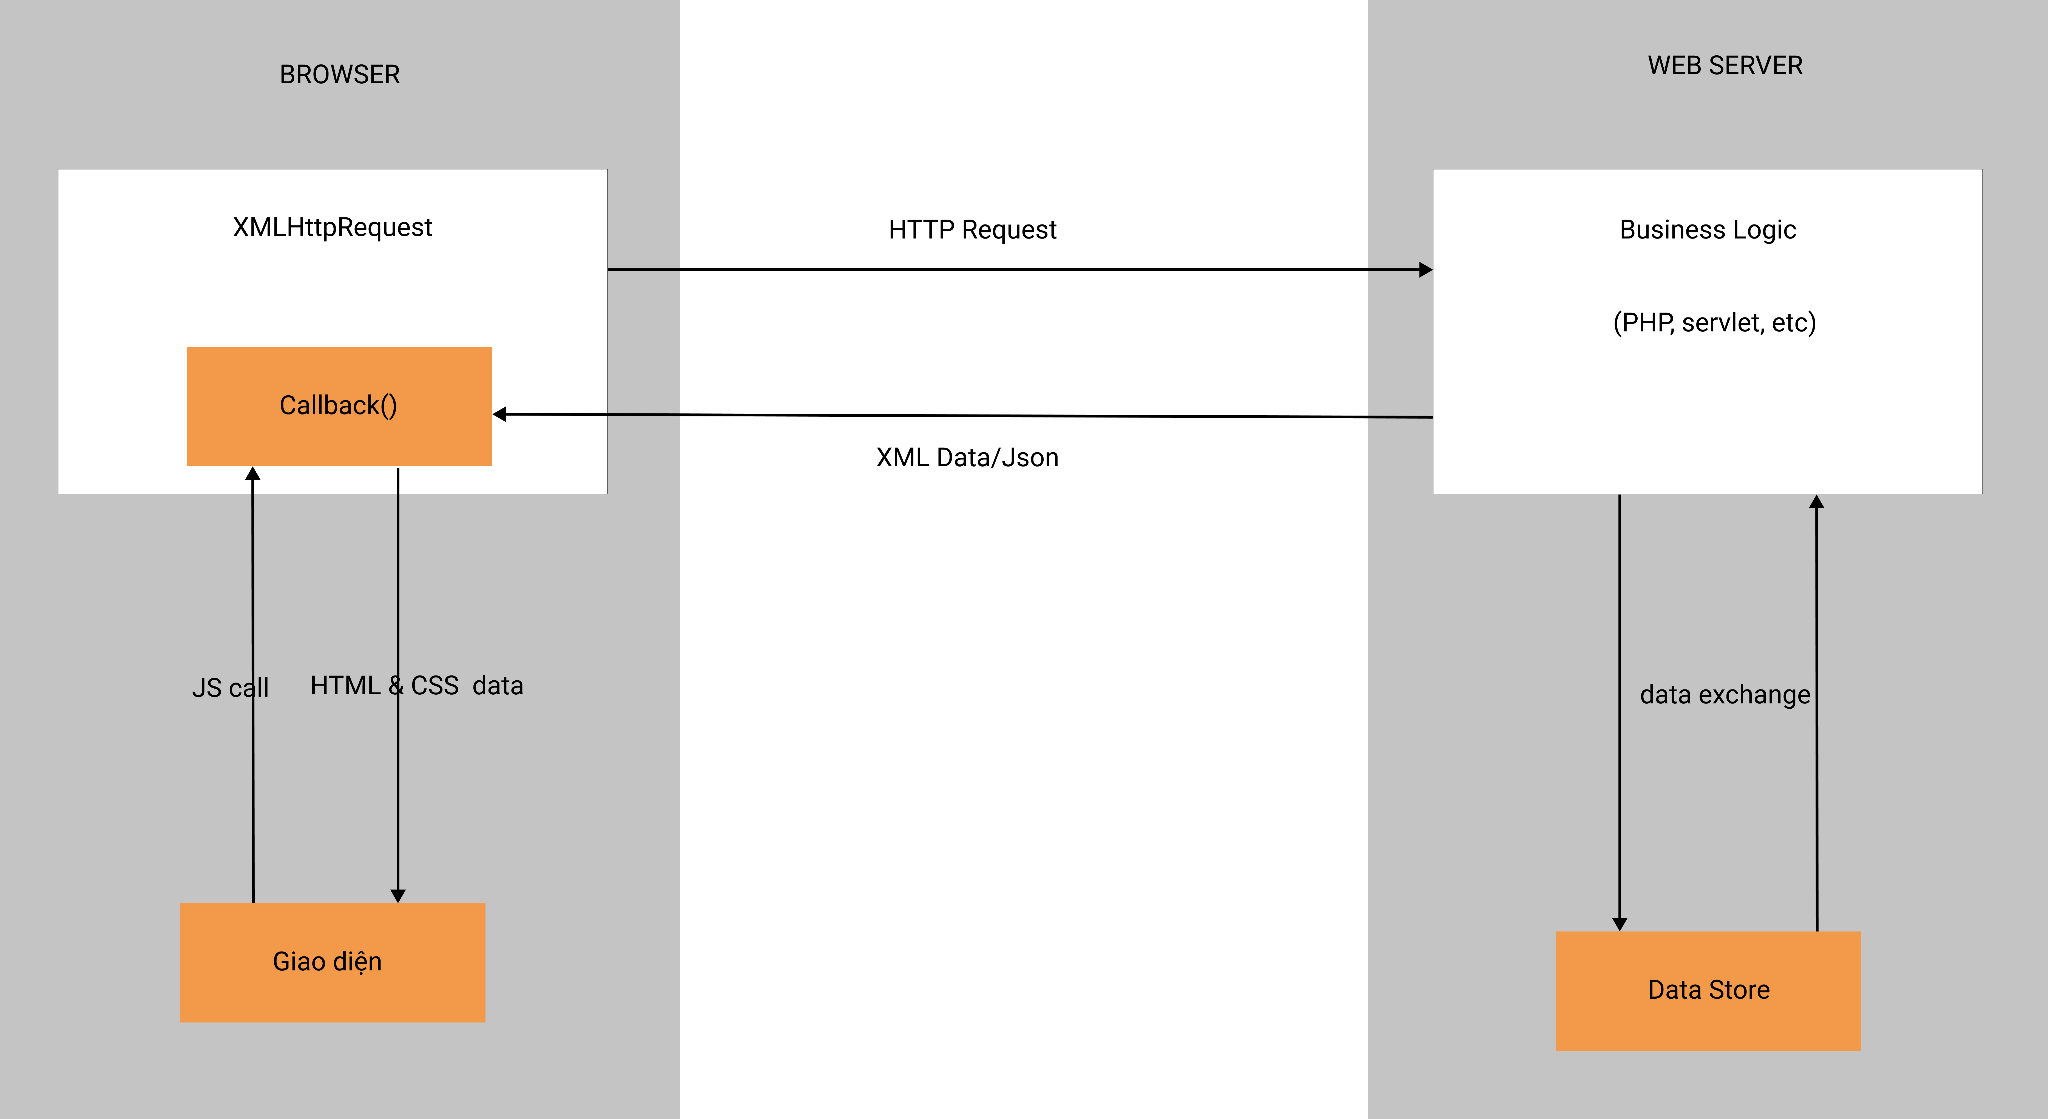 BROWSER
WEB SERVER
XMLHttpRequest
HTTP Request
Business Logic
(PHP, servlet, etc)
Callback()
XML Data/Json
JS call
HTML & CSS  data
data exchange
Giao diện
Data Store